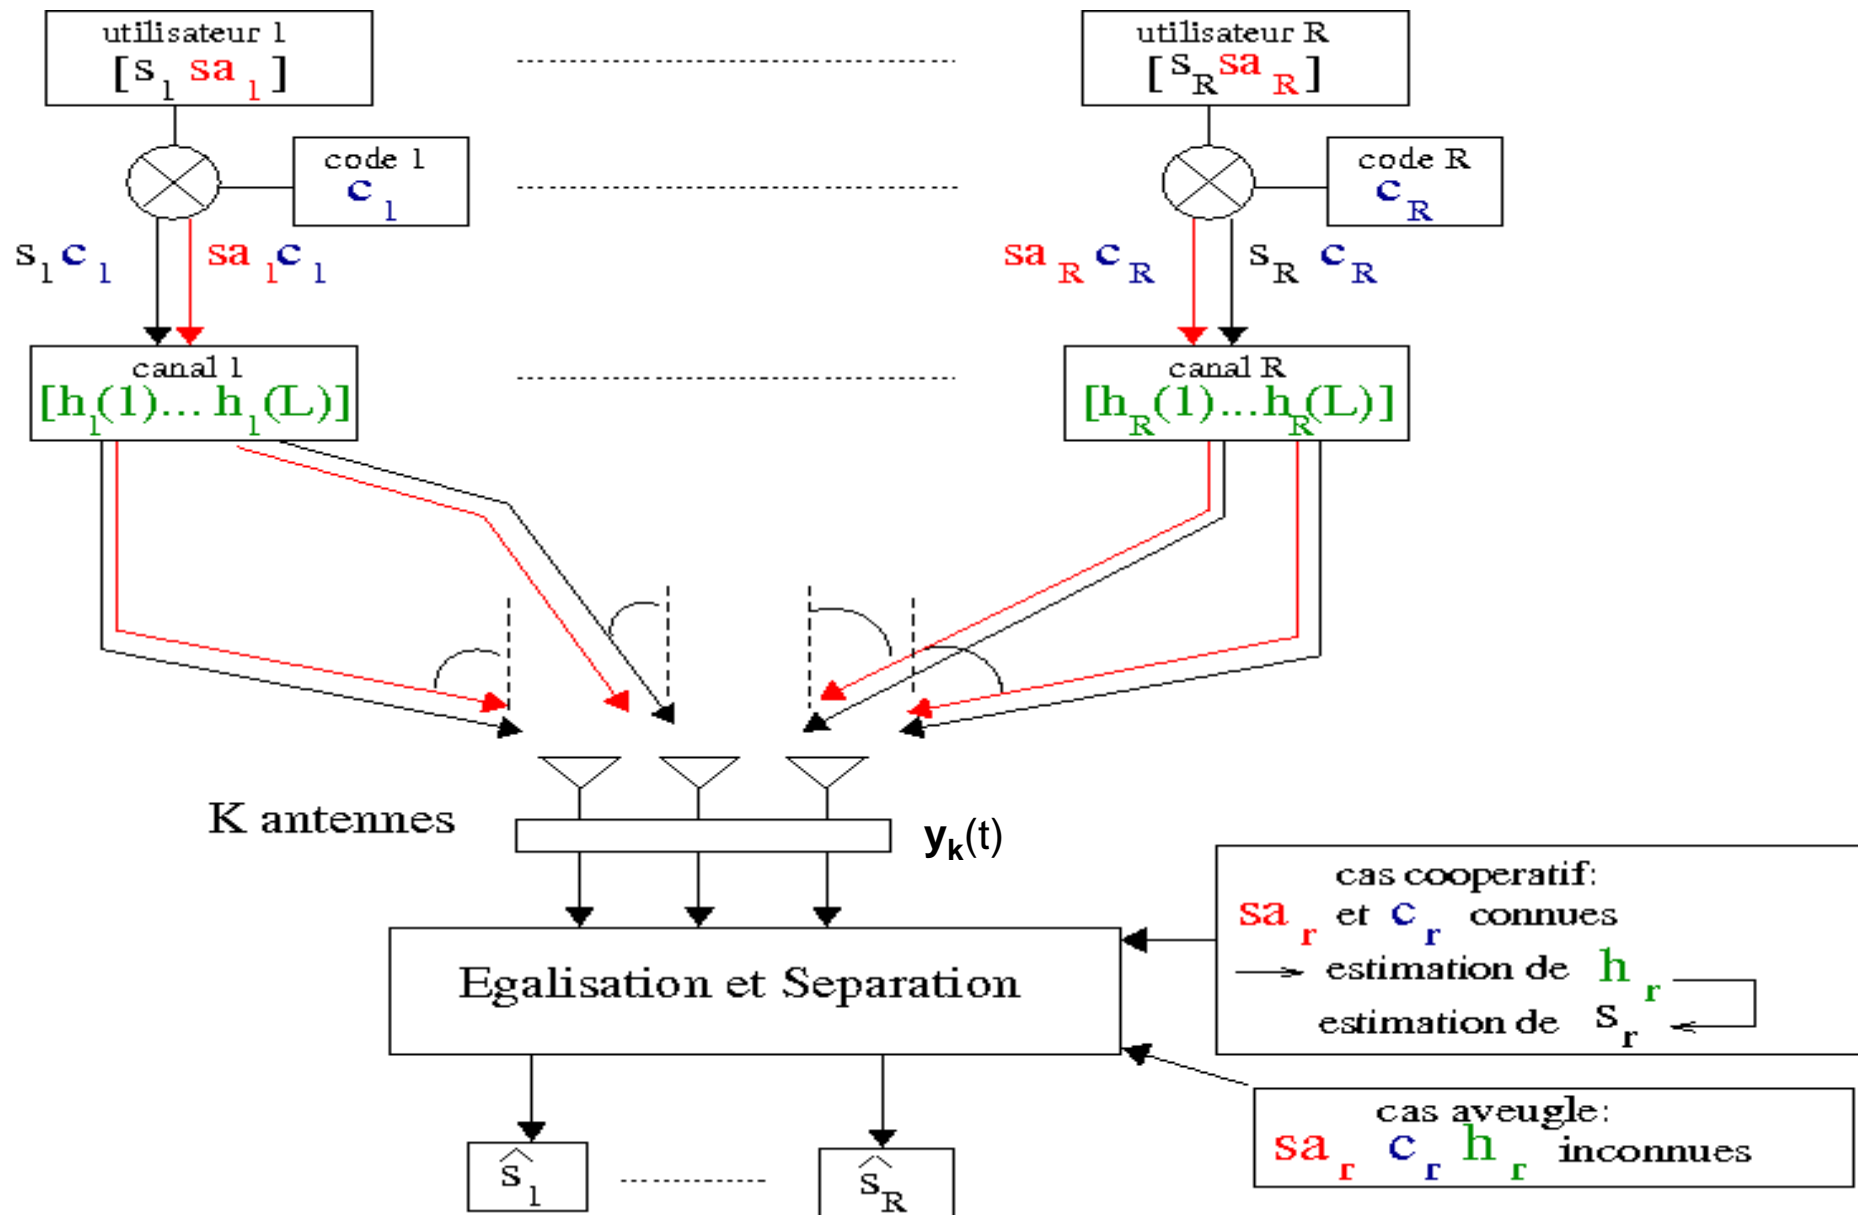 utilisateur 1
[s1 sa1]
utilisateur R
[sR saR]
code 1
c1
code R
cR
s1 c1
sa1 c1
saR cR
sR cR
canal 1
[h1(1)... h1(L)]
canal R
[hR(1)...hR(L)]
K antennes
yk(t)
cas cooperatif:
sar et cr connues
estimation de hr
estimation de sr
Egalisation et Separation
cas aveugle:
sar cr hr inconnues
ŝ1
ŝR